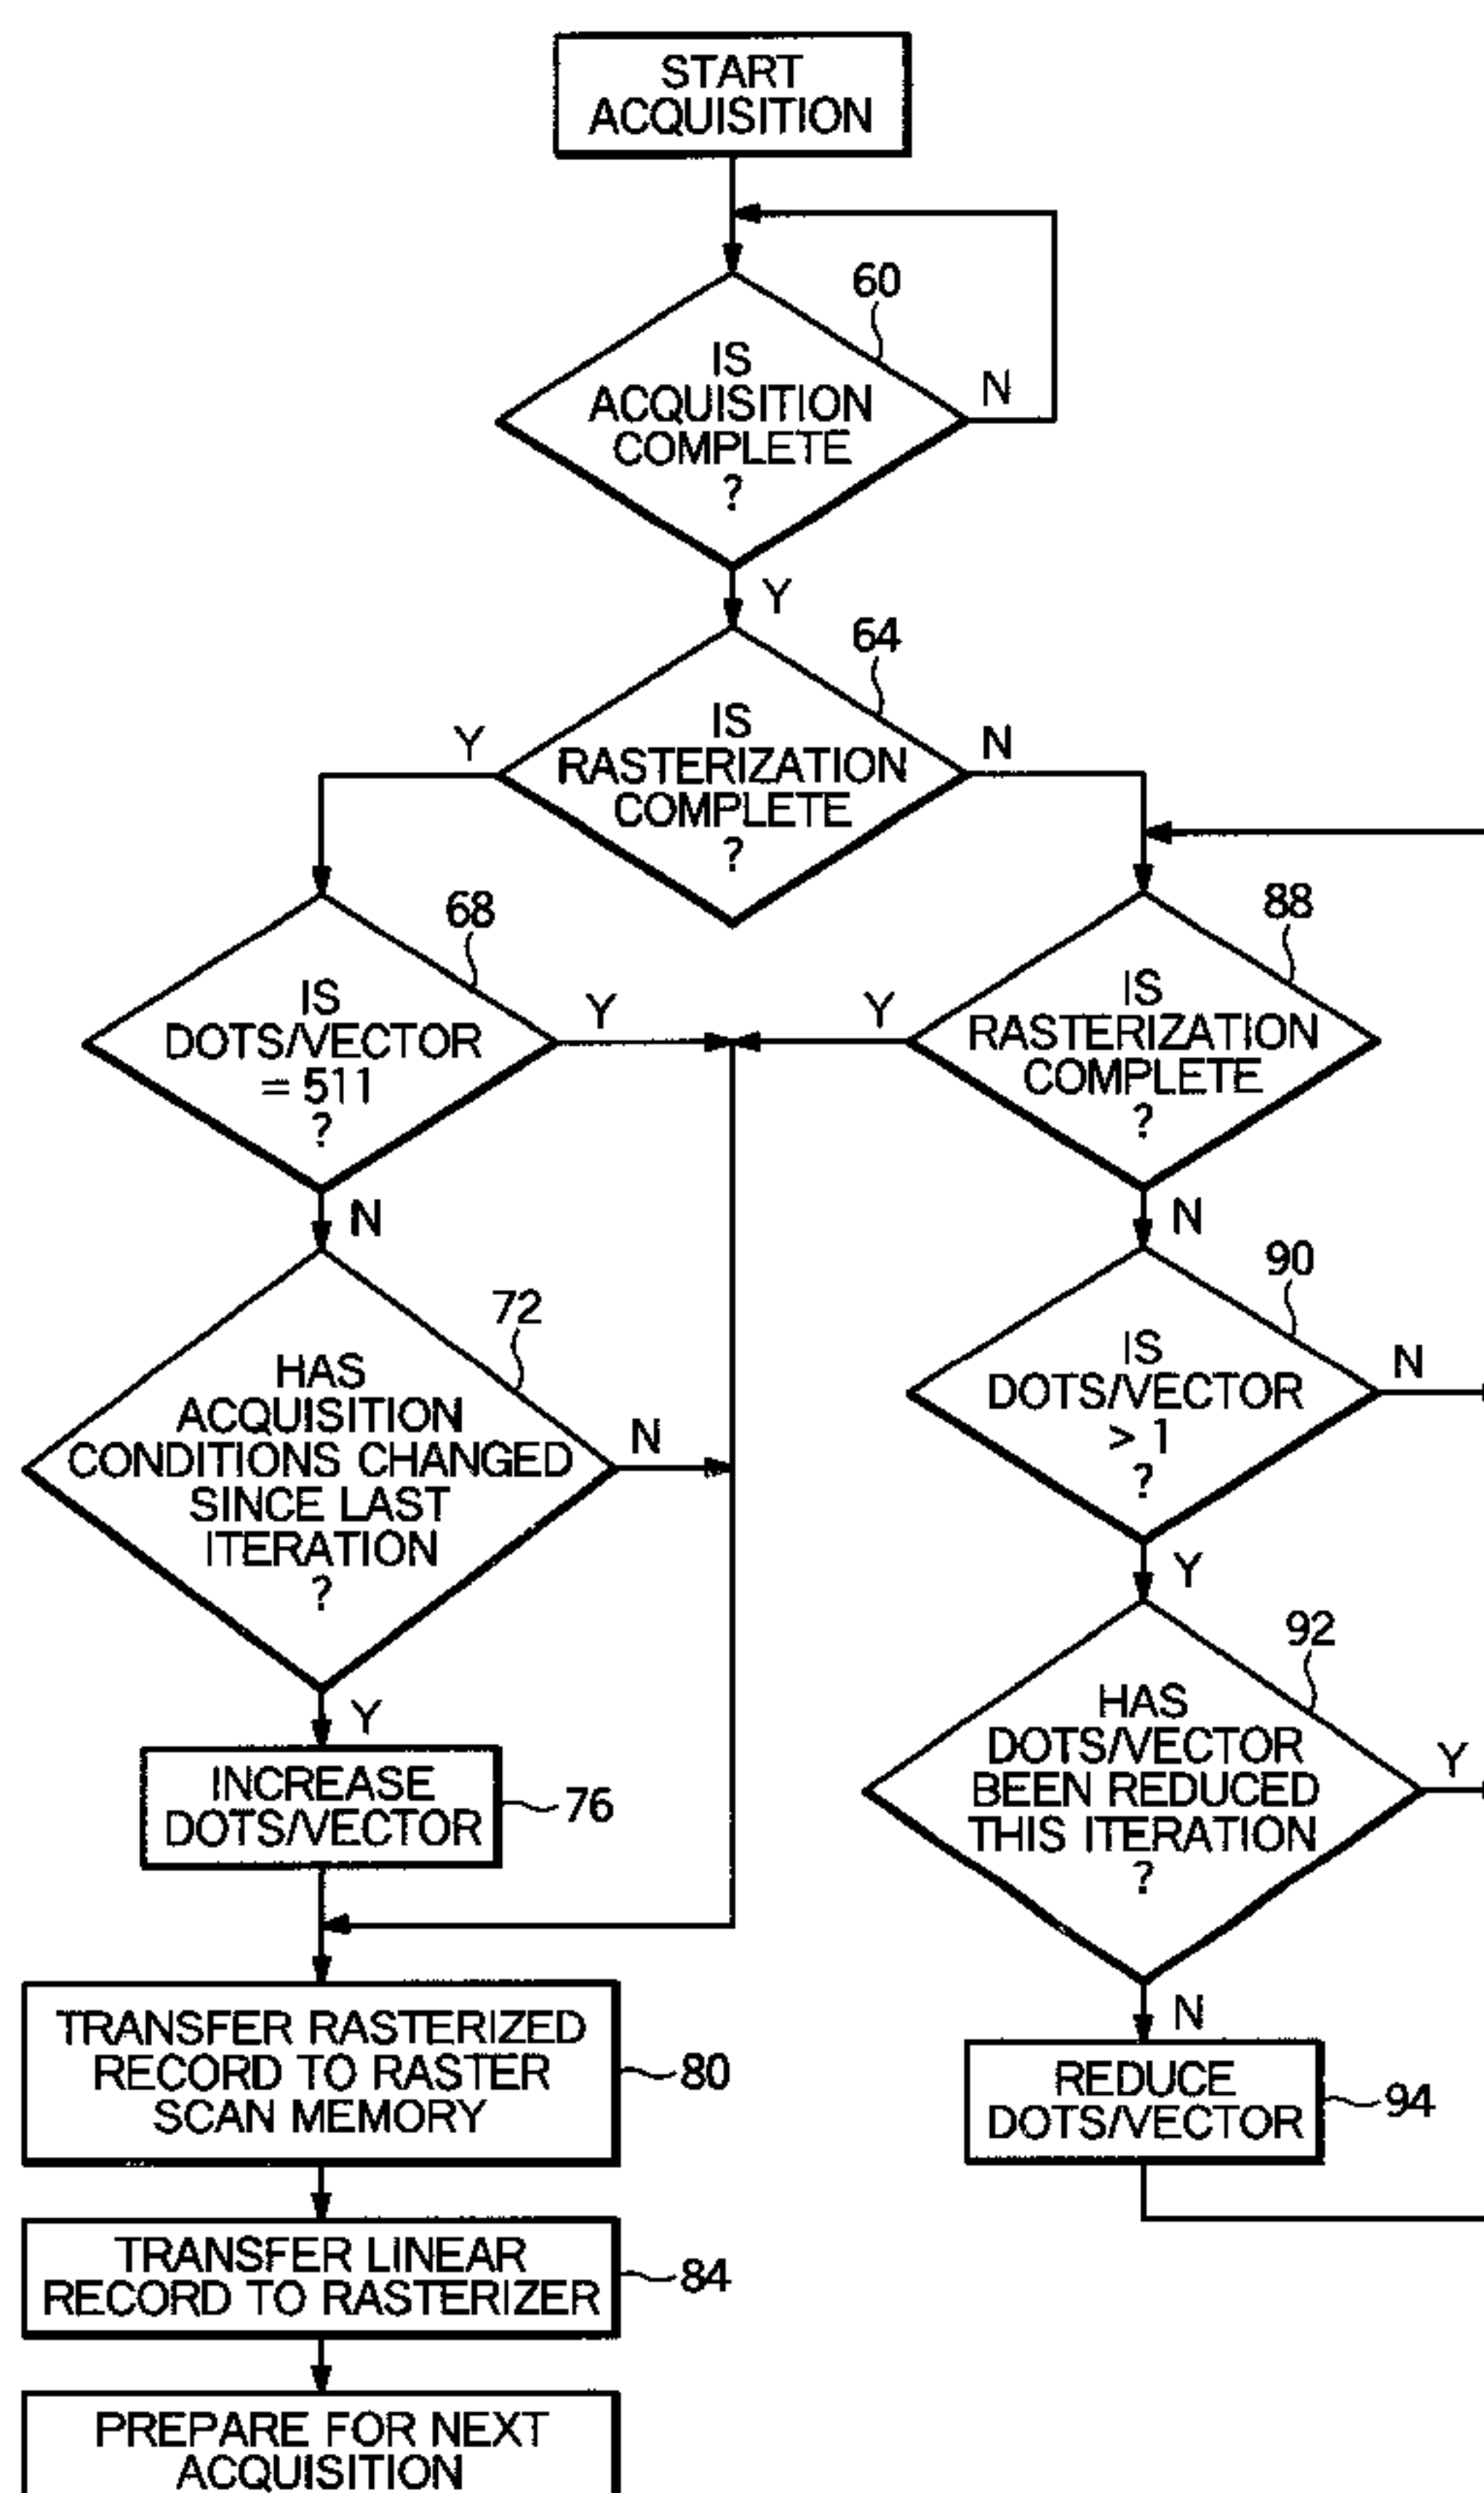 START
ACQUISITION
60
IS
ACQUISITION
COMPLETE
?
N
Y
64
IS
RASTERIZATION
COMPLETE
?
Y
N
68
IS
DOTS/VECTOR
= 511
?
Y
N
88
IS
RASTERIZATION
COMPLETE
?
Y
N
72
HAS
ACQUISITION
CONDITIONS CHANGED
SINCE LAST
ITERATION
?
N
Y
90
IS
DOTS/VECTOR
> 1
?
N
Y
92
HAS
DOTS/VECTOR
BEEN REDUCED
THIS ITERATION
?
Y
N
INCREASE
DOTS/VECTOR
76
TRANSFER RASTERIZED
RECORD TO RASTER
SCAN MEMORY
80
REDUCE
DOTS/VECTOR
94
TRANSFER LINEAR
RECORD TO RASTERIZER
84
PREPARE FOR NEXT
ACQUISITION